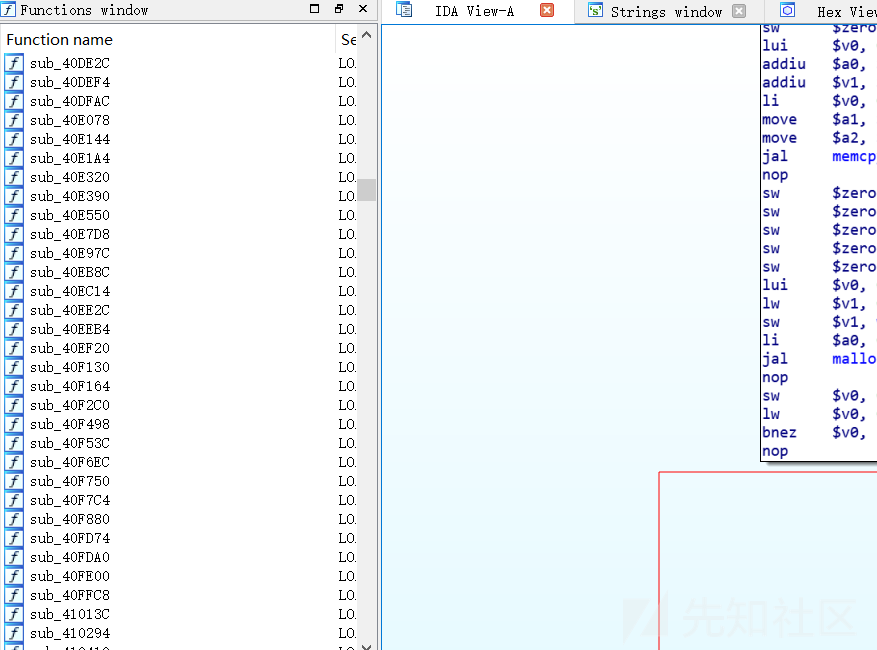 Functions window
Function name Se
sub_40DE2C LO.
sub_40DEF4 LO.
sub_40DFAC LO.
sub_40E078 LO.
sub_40E144 LO.
sub_40E1A4 LO.
sub_40E320 LO.
sub_40E390 LO.
sub_40E550 LO.
sub_40E7D8 LO.
sub_40E97C LO.
sub_40EB8C LO.
sub_40EC14 LO.
sub_40EE2C LO.
sub_40EEB4 LO.
sub_40EF20 LO.
sub_40F130 LO.
sub_40F164 LO.
sub_40F2C0 LO.
sub_40F498 LO.
sub_40F53C LO.
sub_40F6EC LO.
sub_40F750 LO.
sub_40F7C4 LO.
sub_40F880 LO.
sub_40FD74 LO.
sub_40FDA0 LO.
sub_40FE00 LO.
sub_40FFC8 LO.
sub_41013C LO.
sub_410294 LO.
IDA View-A Strings window Hex View
sw $zero
lui $v0,
addiu $a0,
addiu $v1,
li $v0,
move $a1,
move $a2,
jal memcp
nop
sw $zero
sw $zero
sw $zero
sw $zero
sw $zero
lui $v0,
lw $v1,
sw $v1,
li $a0,
jal mallo
nop
sw $v0,
lw $v0,
bnez $v0,
nop
先知社区